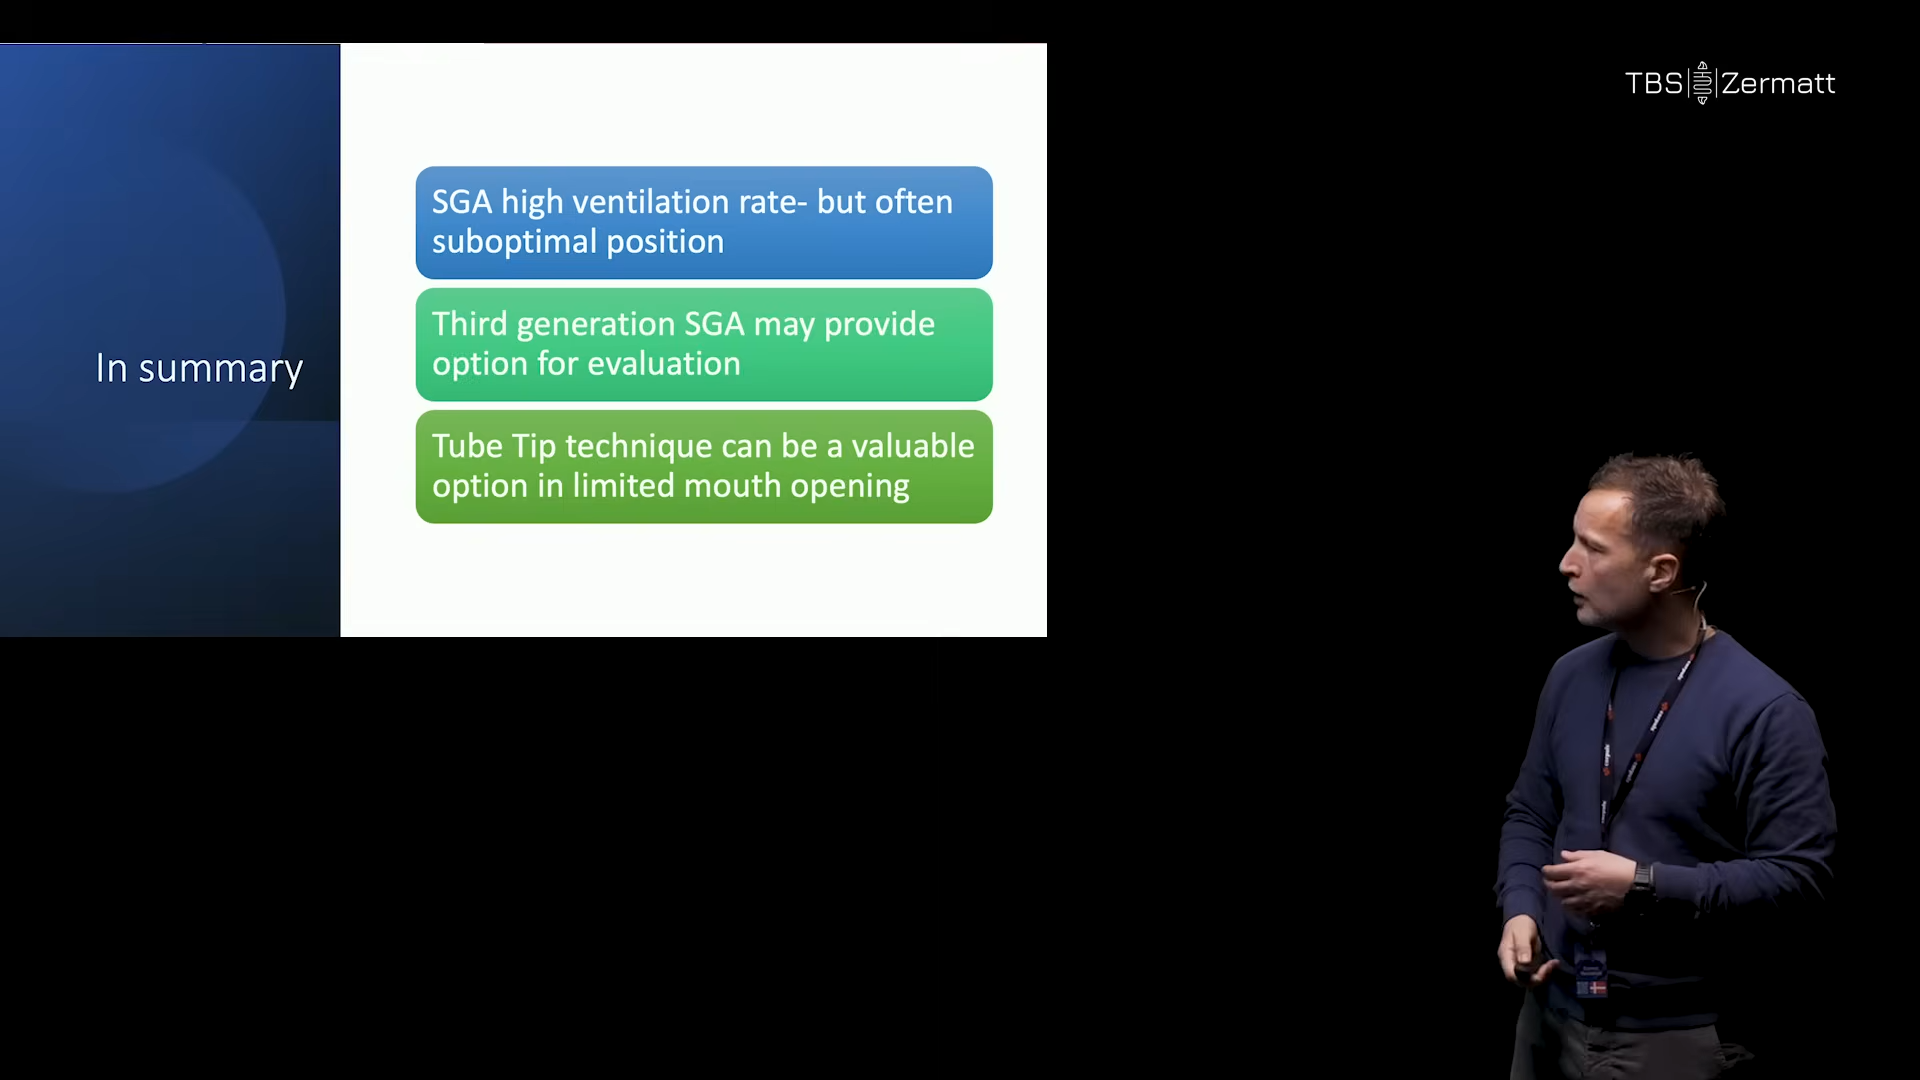 TBS Zermatt
In summary
SGA high ventilation rate- but often
suboptimal position
Third generation SGA may provide
option for evaluation
Tube Tip technique can be a valuable
option in limited mouth opening